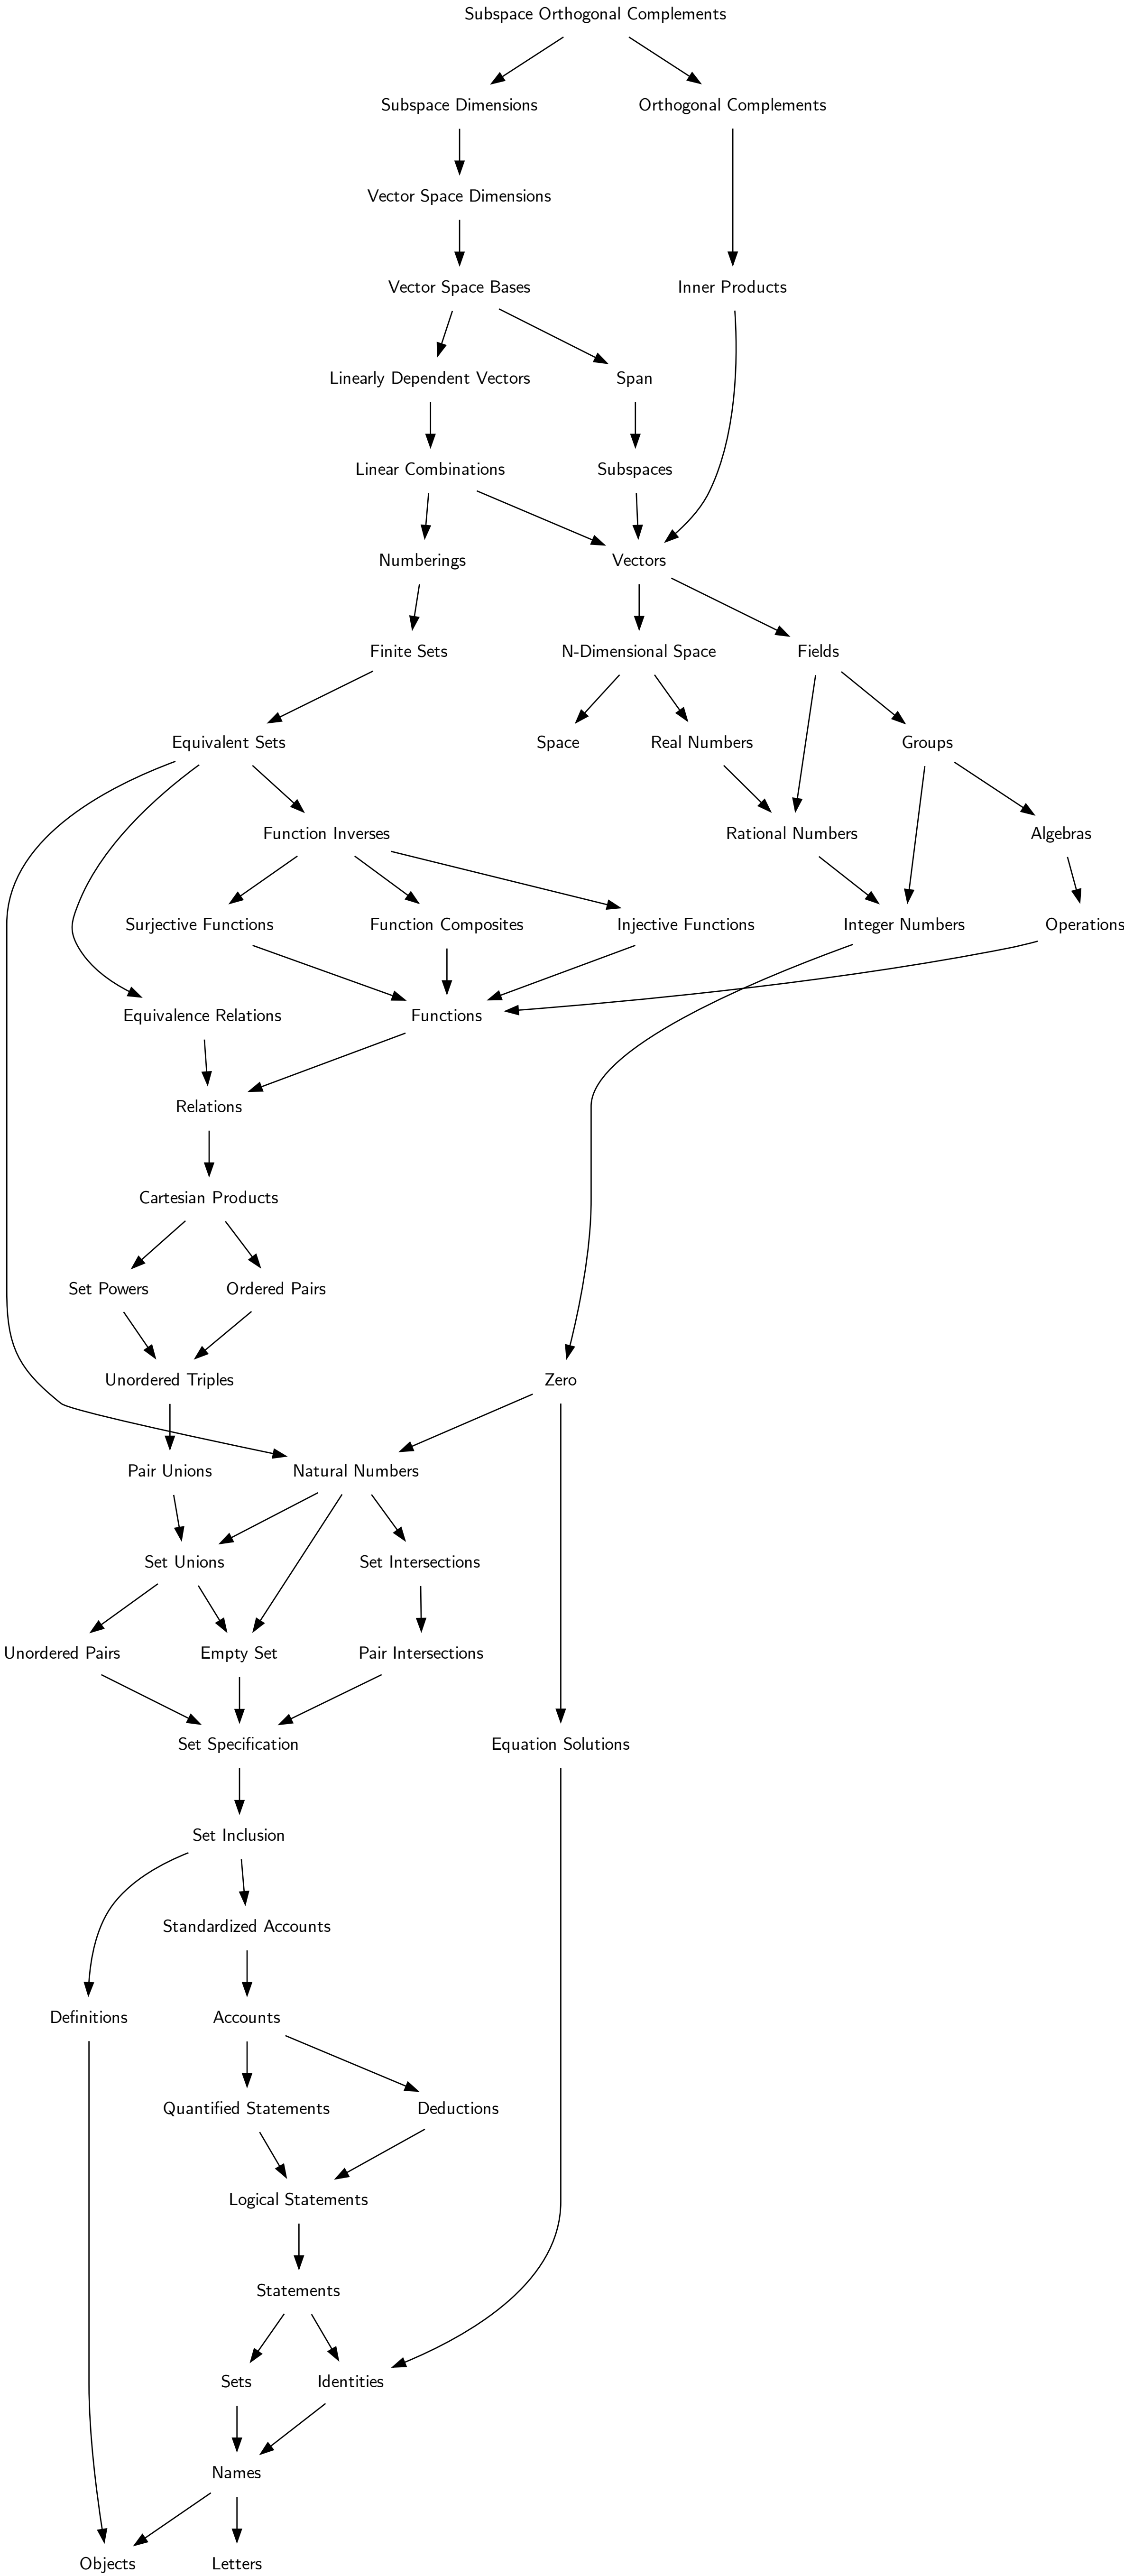 Subspace Orthogonal Complements
Subspace Dimensions
Orthogonal Complements
Vector Space Dimensions
Vector Space Bases
Inner Products
Linearly Dependent Vectors
Span
Linear Combinations
Subspaces
Numberings
Vectors
Finite Sets
N-Dimensional Space
Fields
Equivalent Sets
Space
Real Numbers
Groups
Function Inverses
Rational Numbers
Algebras
Surjective Functions
Function Composites
Injective Functions
Integer Numbers
Operations
Equivalence Relations
Functions
Relations
Cartesian Products
Set Powers
Ordered Pairs
Unordered Triples
Zero
Pair Unions
Natural Numbers
Set Unions
Set Intersections
Unordered Pairs
Empty Set
Pair Intersections
Set Specification
Equation Solutions
Set Inclusion
Standardized Accounts
Definitions
Accounts
Quantified Statements
Deductions
Logical Statements
Statements
Sets
Identities
Names
Objects
Letters